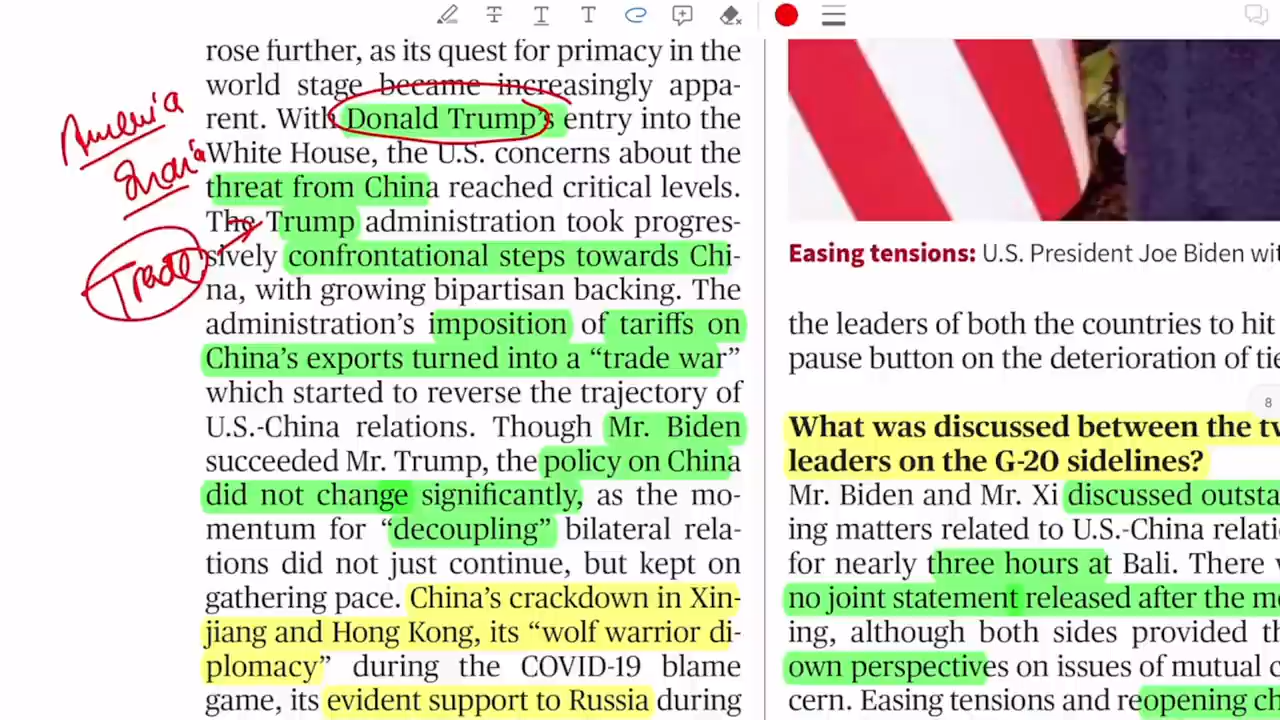 rose further, as its quest for primacy in the
world stage became increasingly appa-
rent. With Donald Trump's entry into the
White House, the U.S. concerns about the
threat from China reached critical levels.
The Trump administration took progres-
sively confrontational steps towards Chi-
na, with growing bipartisan backing. The
administration's imposition of tariffs on
China's exports turned into a “trade war”
which started to reverse the trajectory of
U.S.-China relations. Though Mr. Biden
succeeded Mr. Trump, the policy on China
did not change significantly, as the mo-
mentum for “decoupling” bilateral rela-
tions did not just continue, but kept on
gathering pace. China's crackdown in Xin-
jiang and Hong Kong, its “wolf warrior di-
plomacy” during the COVID-19 blame
game, its evident support to Russia during
America
Trade
Easing tensions: U.S. President Joe Biden wit
the leaders of both the countries to hit
pause button on the deterioration of tie
8
What was discussed between the tw
leaders on the G-20 sidelines?
Mr. Biden and Mr. Xi discussed outsta
ing matters related to U.S.-China relati
for nearly three hours at Bali. There
no joint statement released after the me
ing, although both sides provided th
own perspectives on issues of mutual c
cern. Easing tensions and reopening ch